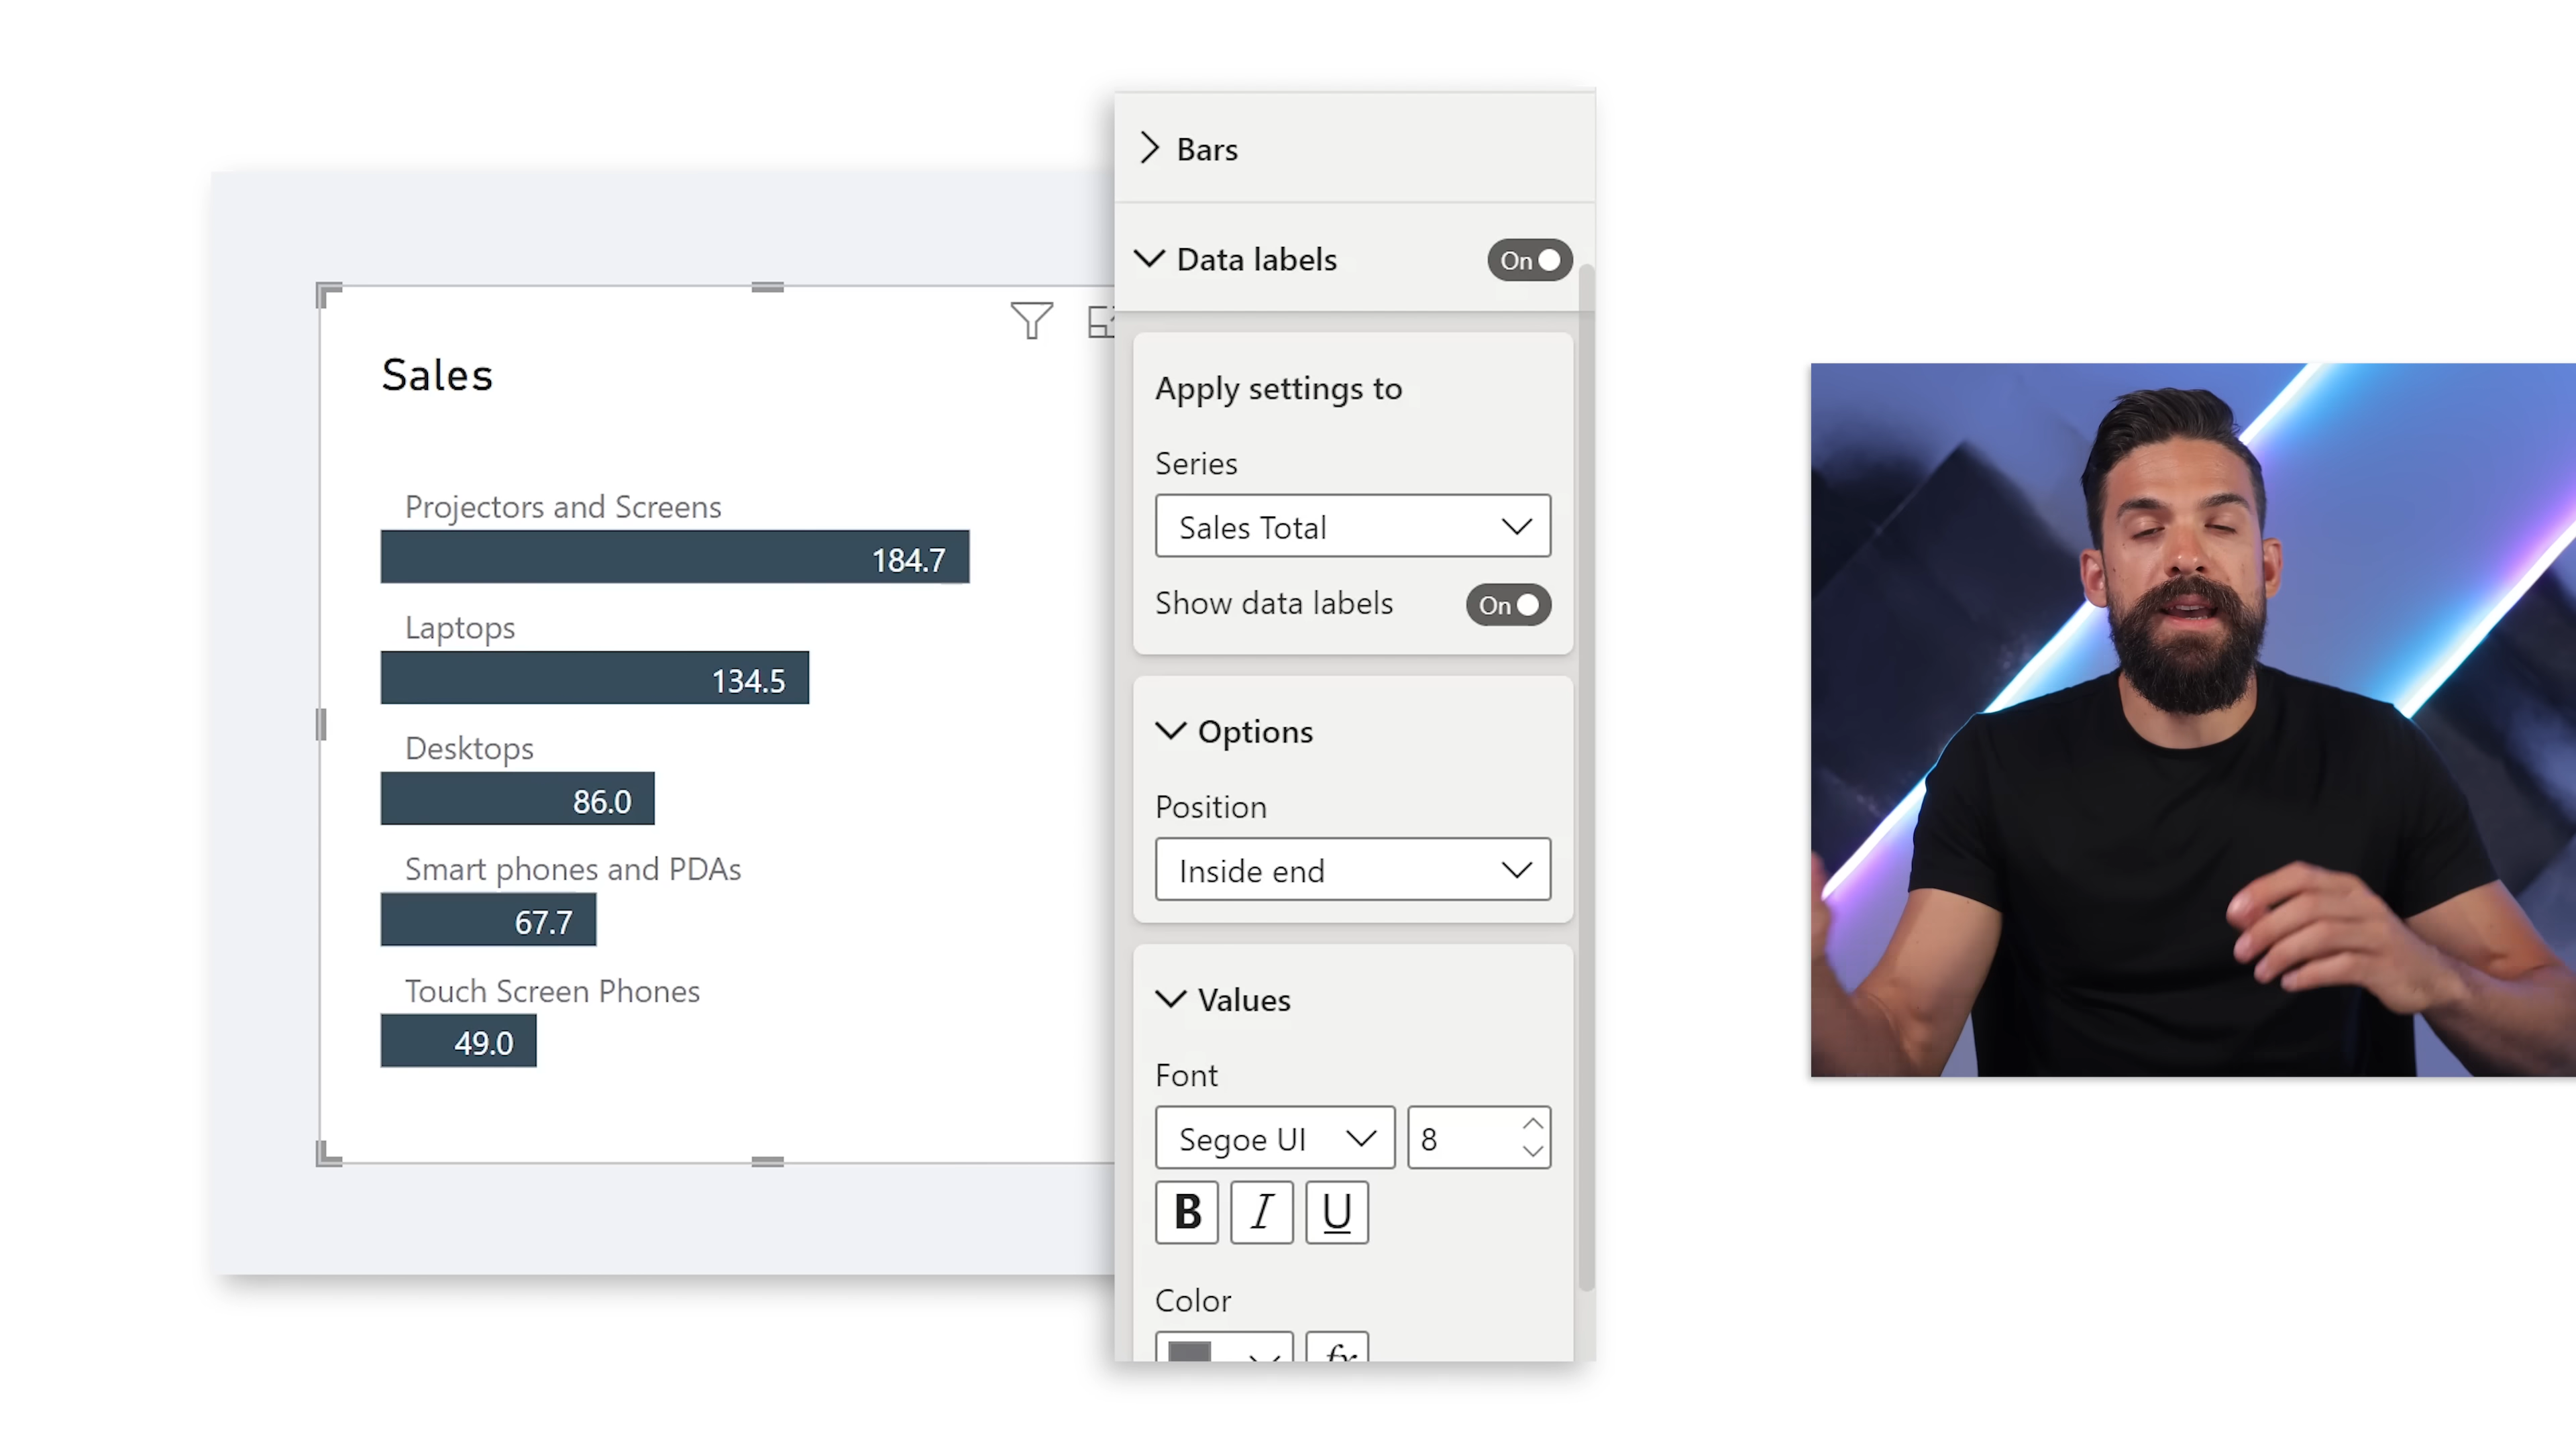 Sales
Projectors and Screens
184.7
Laptops
134.5
Desktops
86.0
Smart phones and PDAs
67.7
Touch Screen Phones
49.0
Bars
Data labels
On
Apply settings to
Series
Sales Total
Show data labels
On
Options
Position
Inside end
Values
Font
Segoe UI
8
B I U
Color
fx